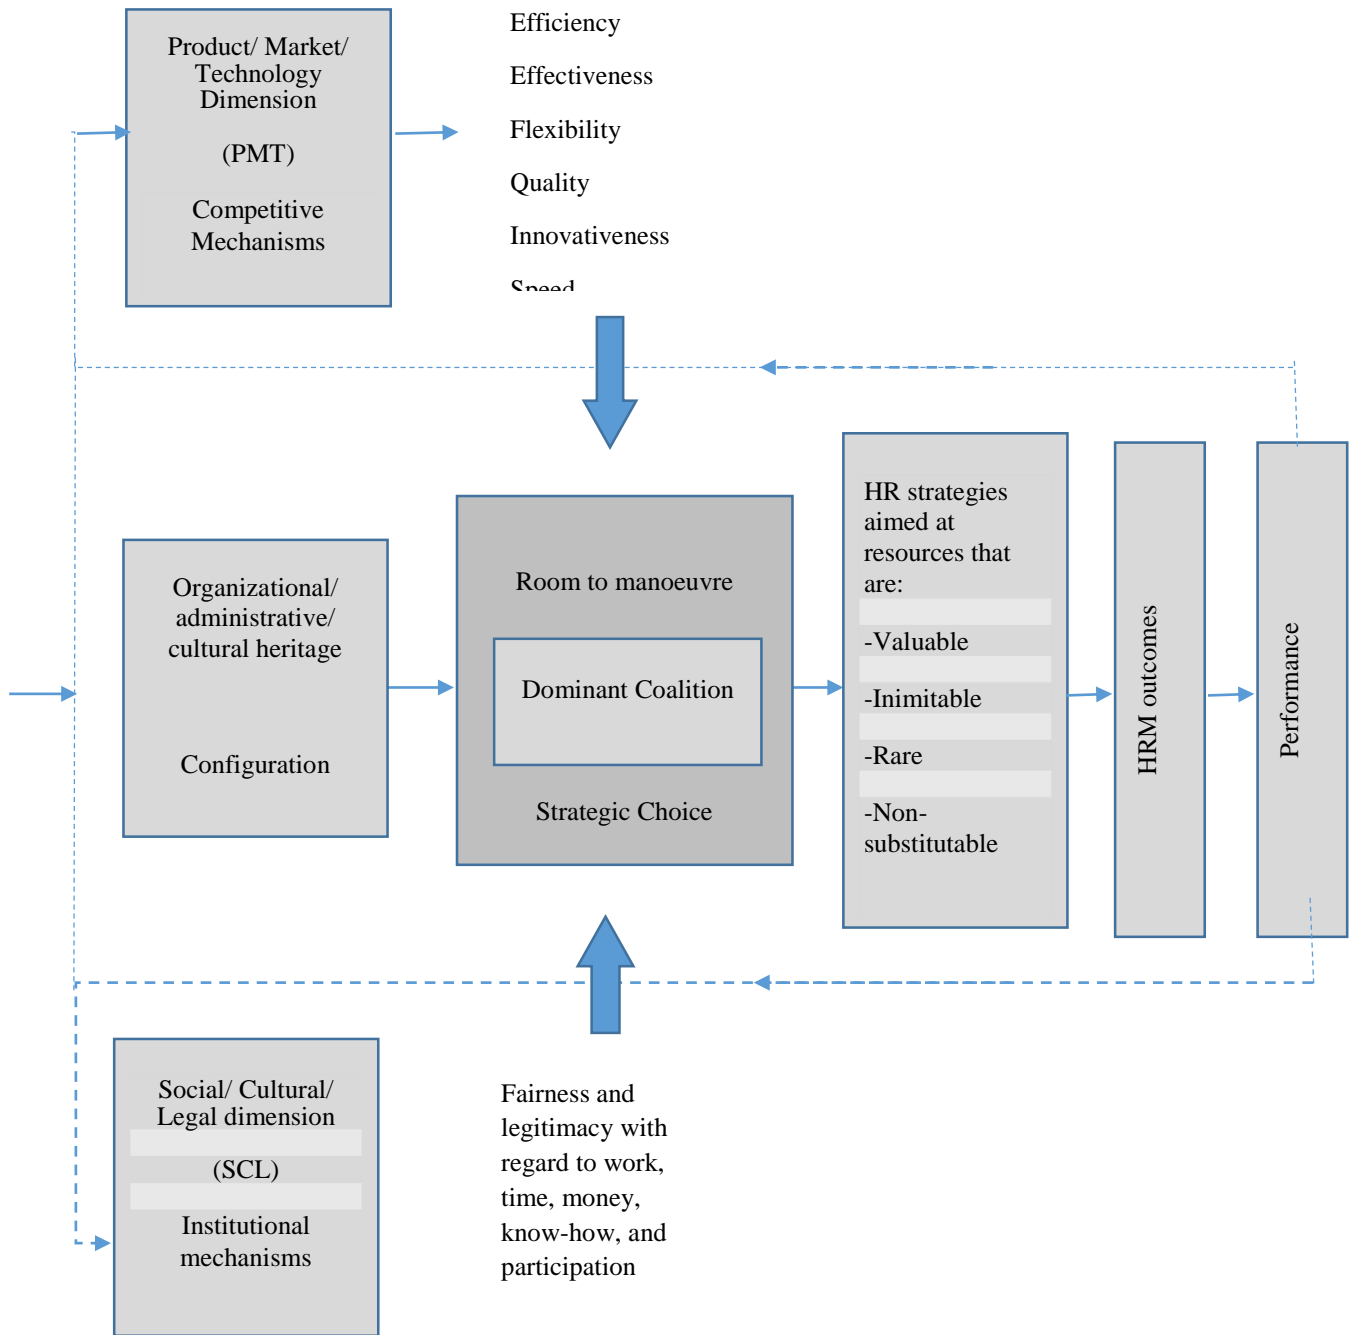 Product/ Market/
Technology
Dimension
(PMT)
Competitive
Mechanisms
Efficiency
Effectiveness
Flexibility
Quality
Innovativeness
Speed
Organizational/
administrative/
cultural heritage
Configuration
Room to manoeuvre
Dominant Coalition
Strategic Choice
HR strategies
aimed at
resources that
are:
-Valuable
-Inimitable
-Rare
-Non-
substitutable
HRM outcomes
Performance
Social/ Cultural/
Legal dimension
(SCL)
Institutional
mechanisms
Fairness and
legitimacy with
regard to work,
time, money,
know-how, and
participation